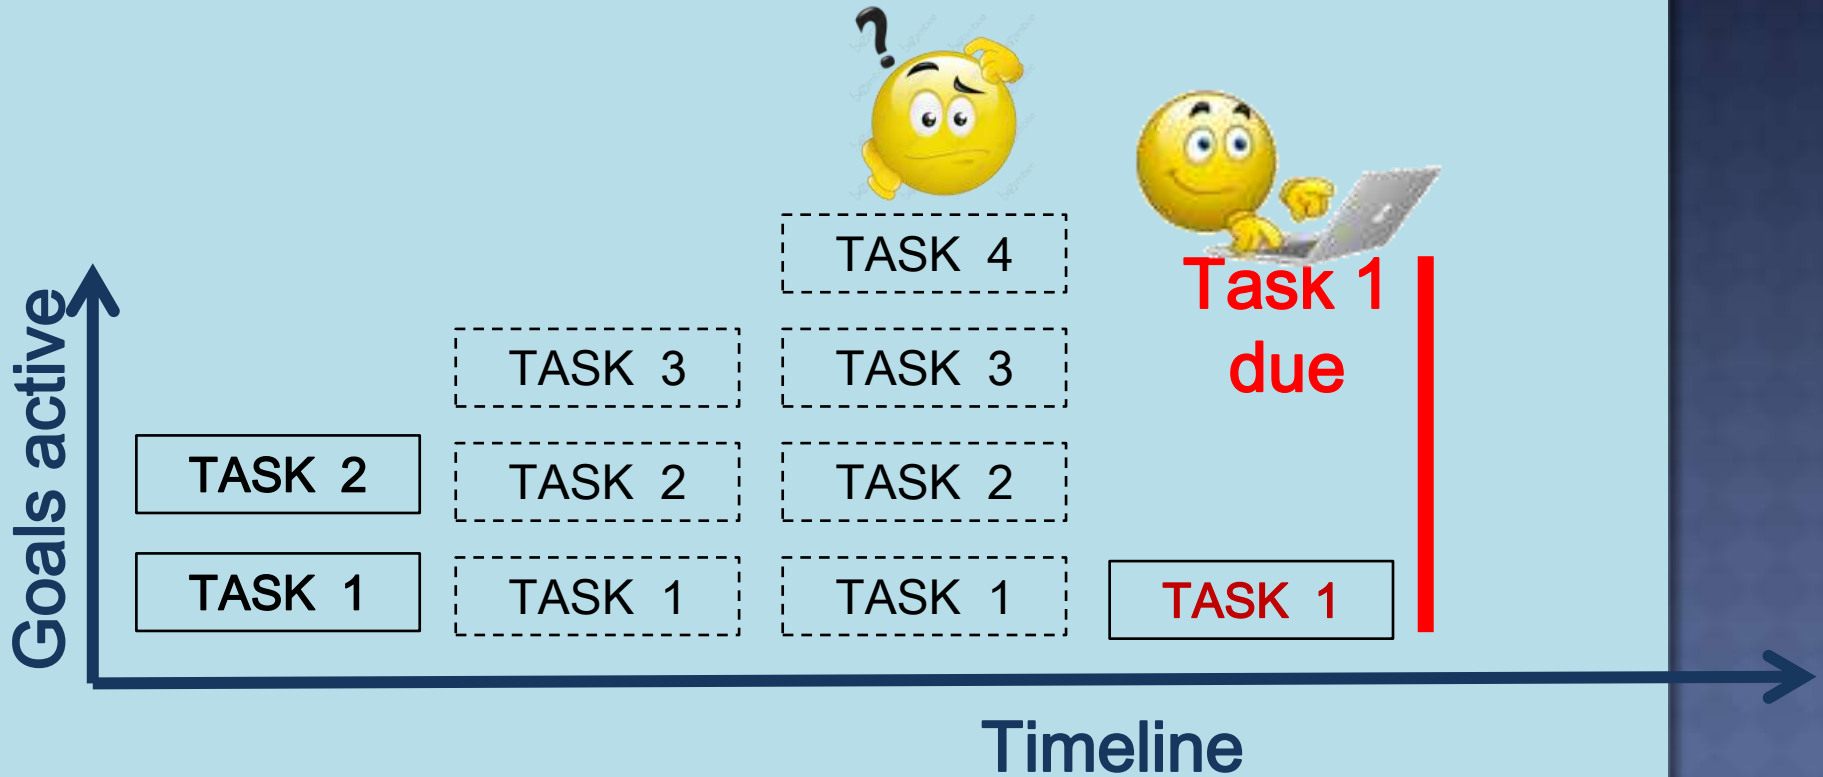 ?
TASK 4
Task 1
due
TASK 3
TASK 3
TASK 2
TASK 2
TASK 2
TASK 1
TASK 1
TASK 1
TASK 1
Goals active
Timeline